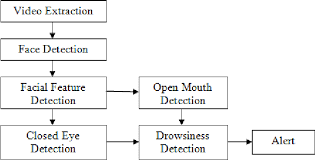 Video Extraction
Face Detection
Facial Feature
Detection
Open Mouth
Detection
Closed Eye
Detection
Drowsiness
Detection
Alert